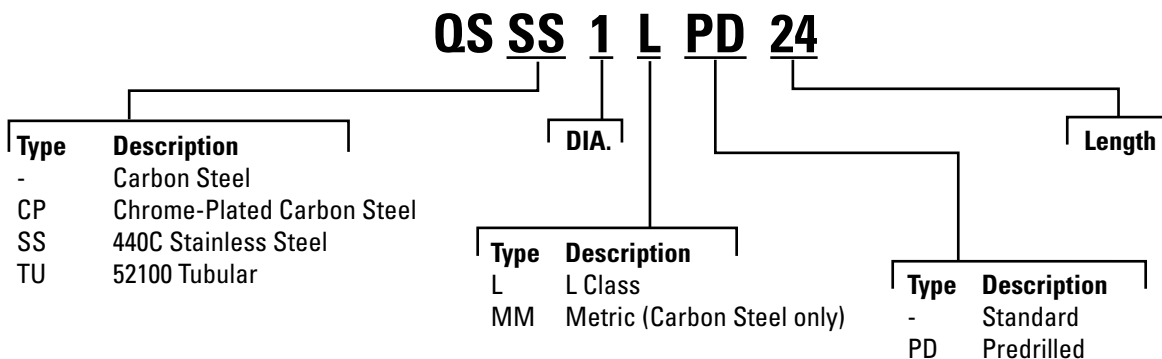 QS SS 1 L PD 24
Type Description
- Carbon Steel
CP Chrome-Plated Carbon Steel
SS 440C Stainless Steel
TU 52100 Tubular
DIA.
Type Description
L L Class
MM Metric (Carbon Steel only)
Type Description
- Standard
PD Predrilled
Length